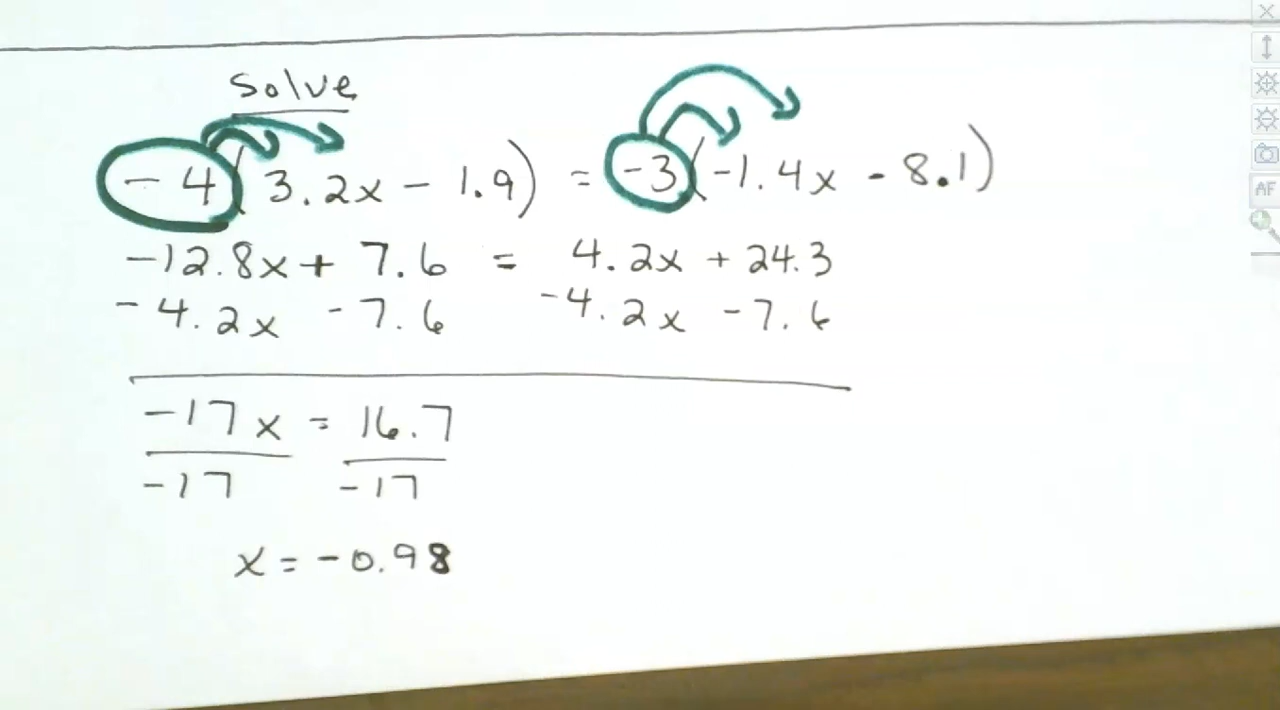 Solve
-4(3.2x - 1.9) = -3(-1.4x - 8.1)
-12.8x + 7.6 = 4.2x + 24.3
-4.2x -7.6 -4.2x -7.6
-17x = 16.7
-17 -17
x = -0.98
AF